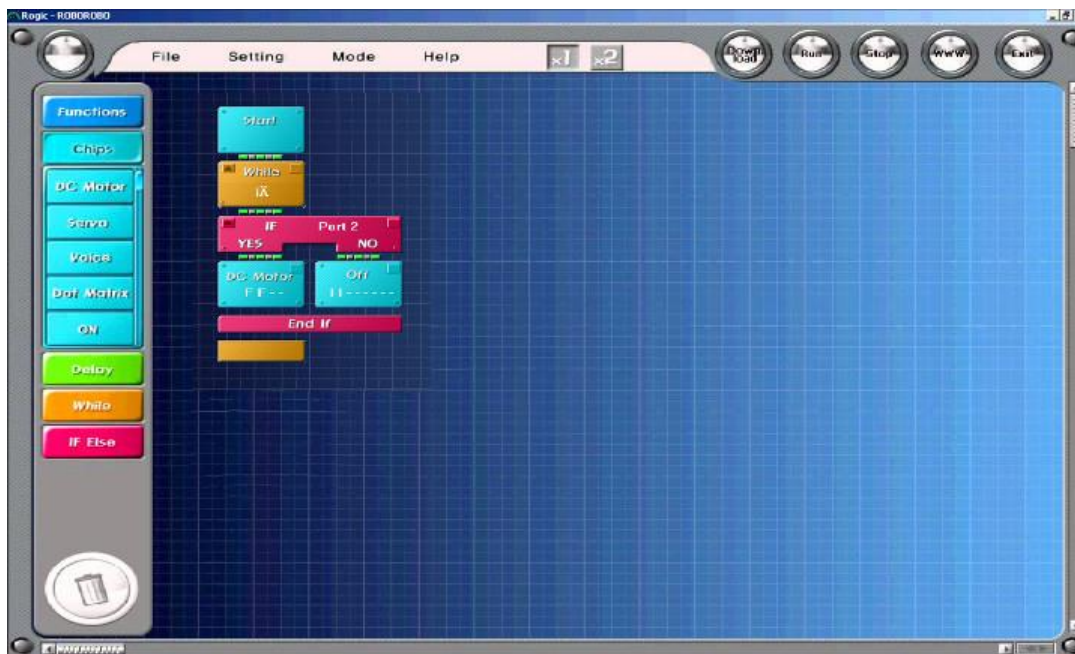 Rogic - ROBOROBO
File Setting Mode Help x1 x2 Down load Run Stop WWW Exit
Functions
Chips
DC Motor
Servo
Voice
Dot Matrix
ON
Delay
While
IF Else
Start
While
iÃ
IF Port 2
YES NO
DC Motor Off
F F - - I I - - - - - -
End If